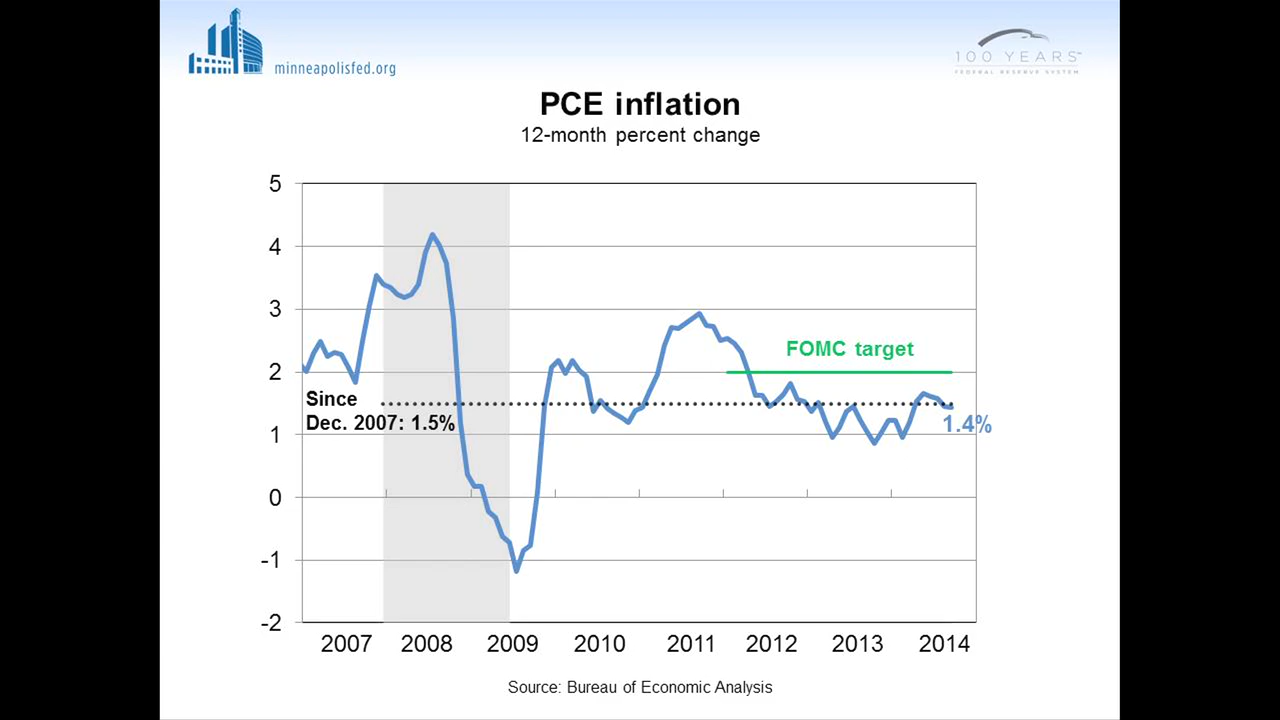 minneapolisfed.org
100 YEARS™
FEDERAL RESERVE SYSTEM
PCE inflation
12-month percent change
5
4
3
2
1
0
-1
-2
FOMC target
Since
Dec. 2007: 1.5%
1.4%
2007 2008 2009 2010 2011 2012 2013 2014
Source: Bureau of Economic Analysis